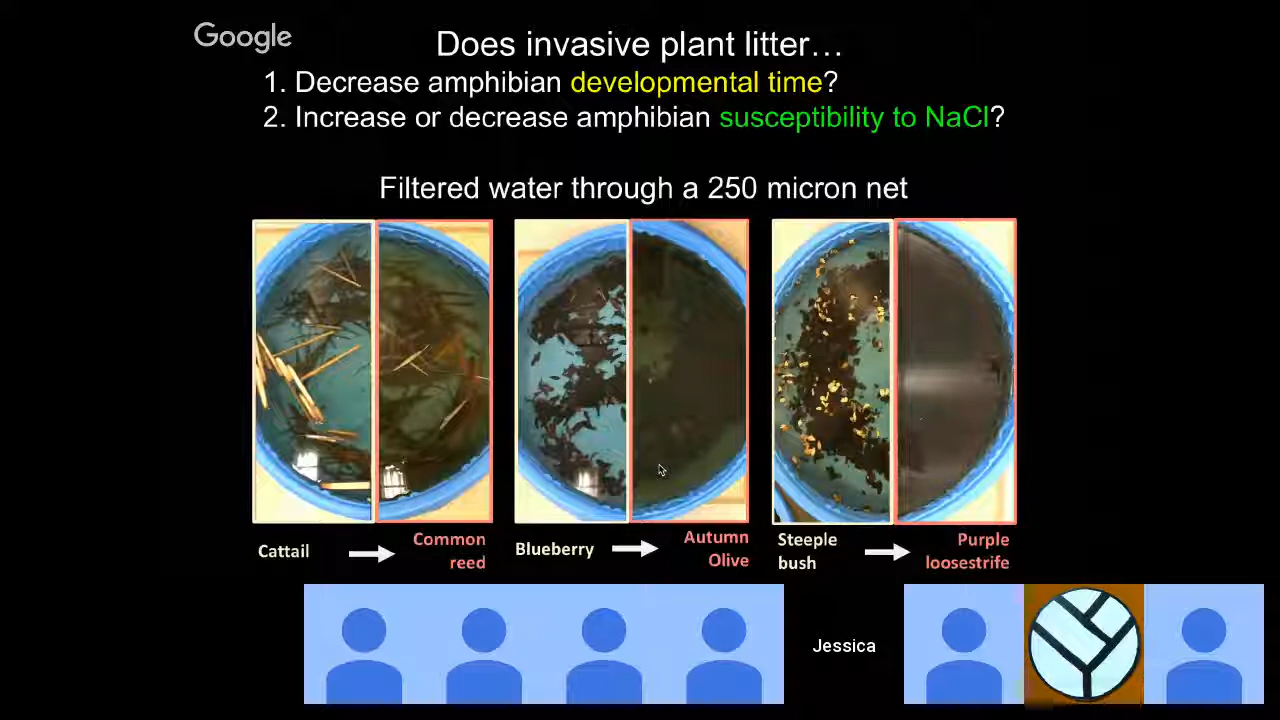 Google
Does invasive plant litter…
1. Decrease amphibian developmental time?
2. Increase or decrease amphibian susceptibility to NaCl?
Filtered water through a 250 micron net
Cattail
Common
reed
Blueberry
Autumn
Olive
Steeple
bush
Purple
loosestrife
Jessica